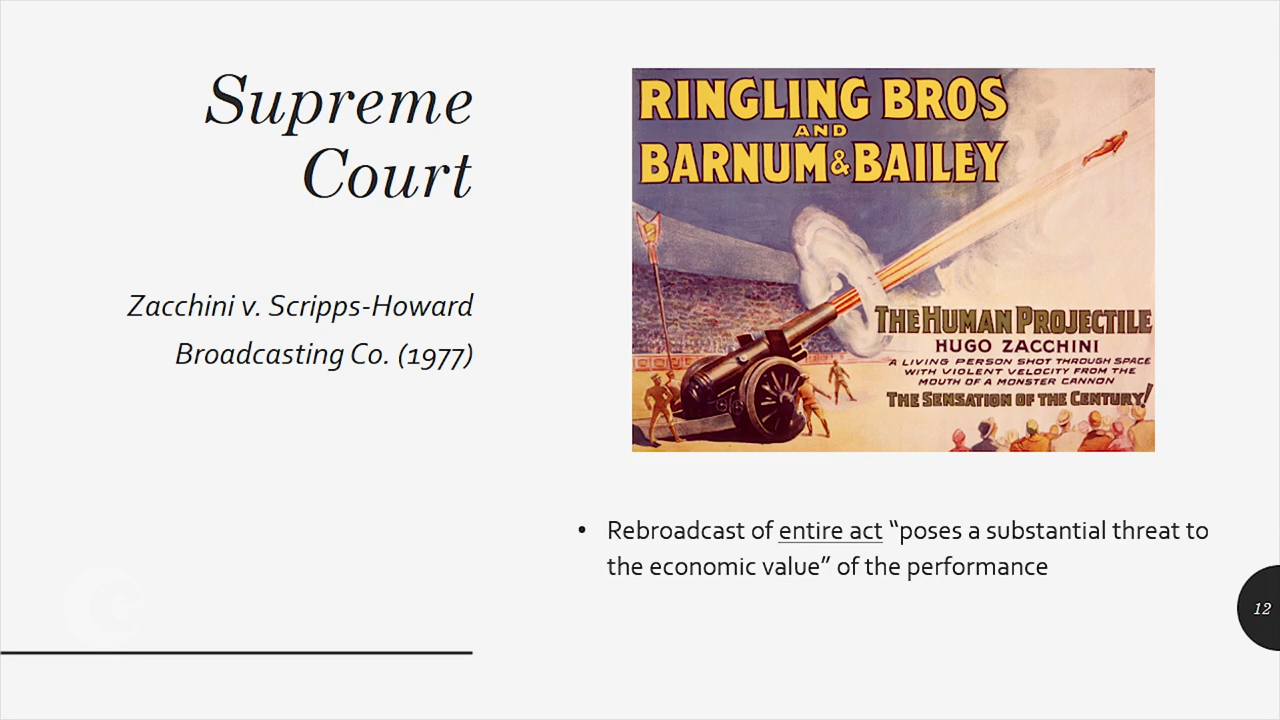 Supreme
Court
Zacchini v. Scripps-Howard
Broadcasting Co. (1977)
RINGLING BROS
AND
BARNUM & BAILEY
THE HUMAN PROJECTILE
HUGO ZACCHINI
A LIVING PERSON SHOT THROUGH SPACE
WITH VIOLENT VELOCITY FROM THE
MOUTH OF A MONSTER CANNON
THE SENSATION OF THE CENTURY!
• Rebroadcast of entire act “poses a substantial threat to
the economic value” of the performance
12